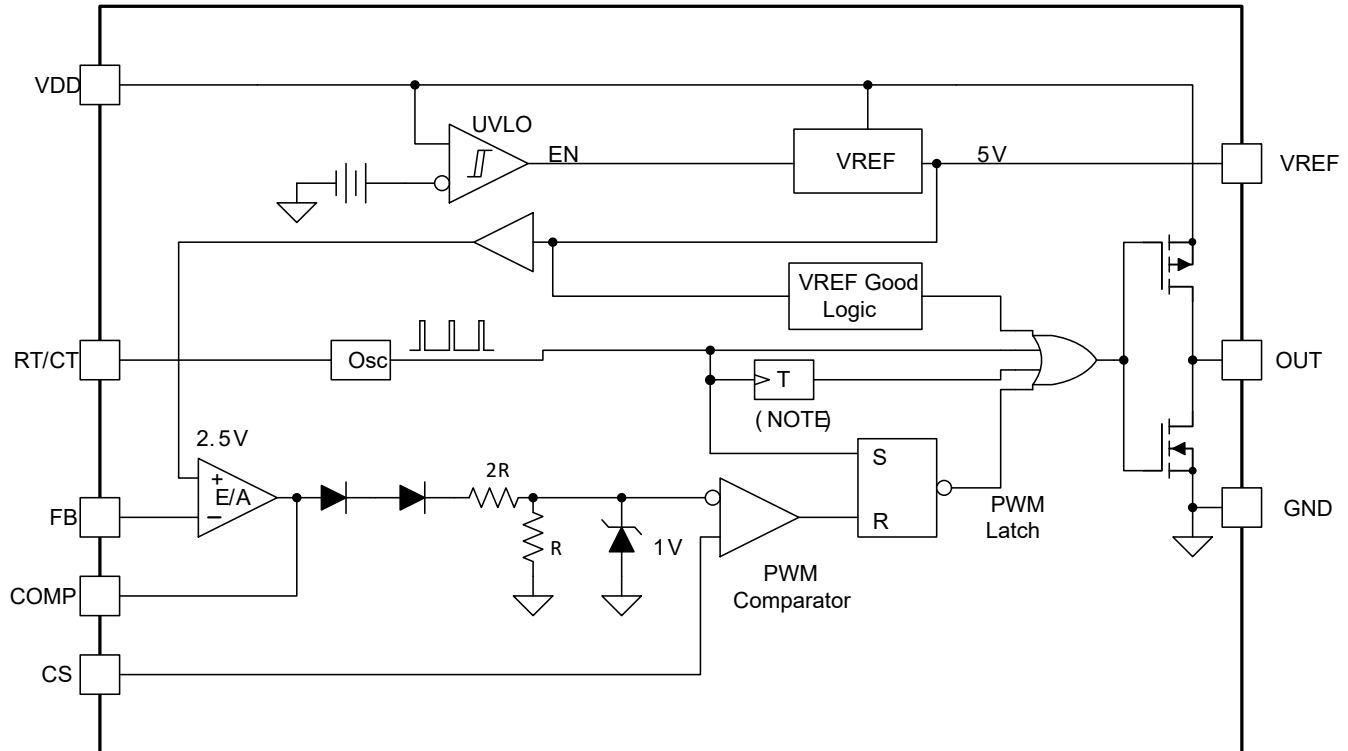 VDD
UVLO
EN
VREF
5V
VREF
VREF Good
Logic
RT/CT
Osc
T
(NOTE)
OUT
2.5V
+
E/A
−
FB
2R
R
1V
S
R
PWM
Latch
GND
COMP
PWM
Comparator
CS